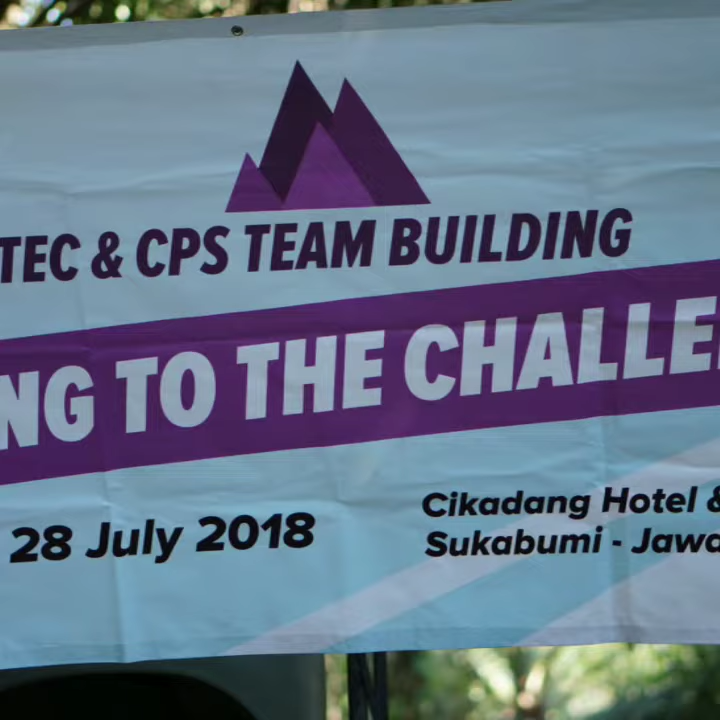 TEC & CPS TEAM BUILDING
NG TO THE CHALLE
28 July 2018
Cikadang Hotel &
Sukabumi - Jawa